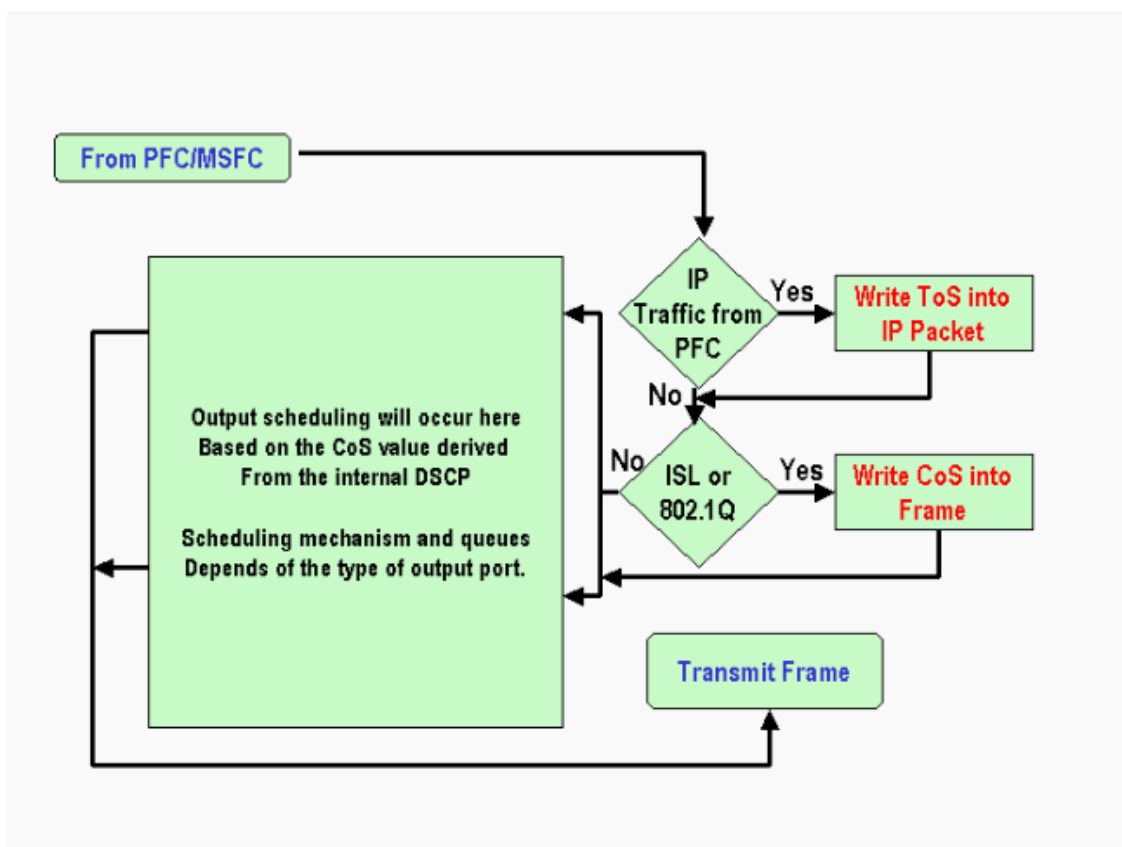 From PFC/MSFC
IP
Traffic from
PFC
Yes
Write ToS into
IP Packet
No
ISL or
802.1Q
Yes
Write CoS into
Frame
No
Output scheduling will occur here
Based on the CoS value derived
From the internal DSCP
Scheduling mechanism and queues
Depends of the type of output port.
Transmit Frame